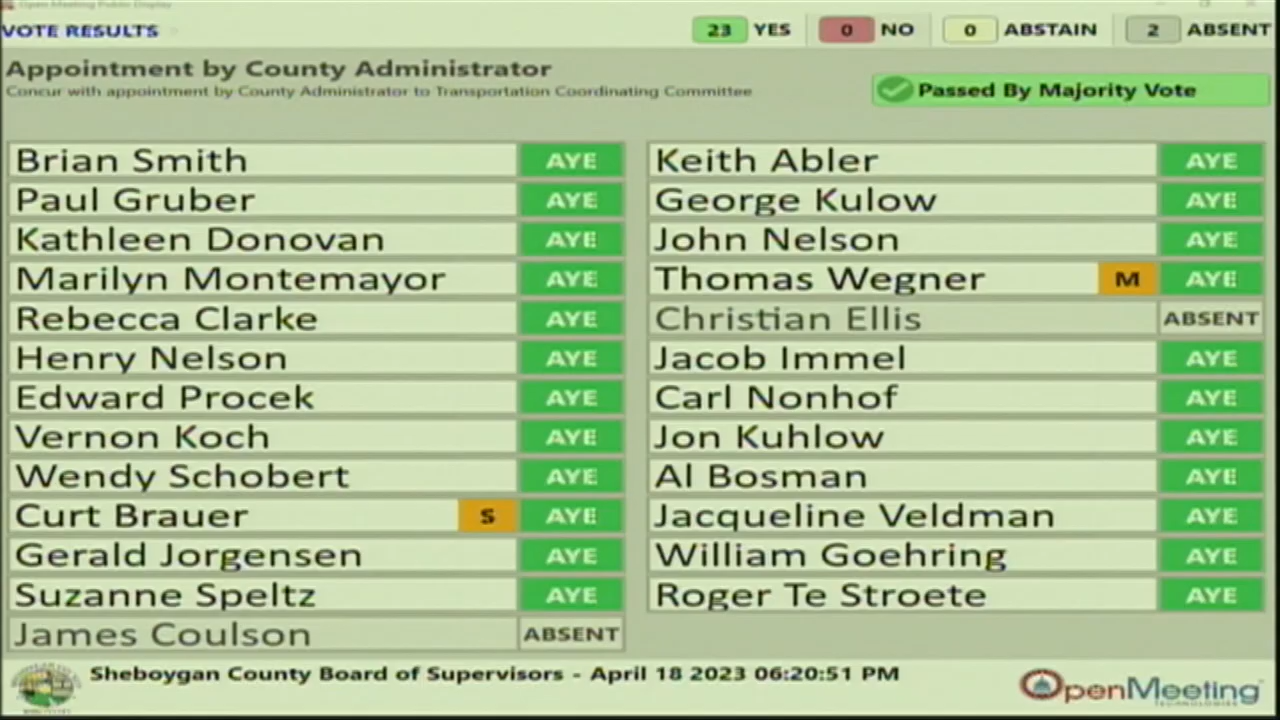 Open Meeting Public Display
VOTE RESULTS
23 YES 0 NO 0 ABSTAIN 2 ABSENT
Appointment by County Administrator
Concur with appointment by County Administrator to Transportation Coordinating Committee
Passed By Majority Vote
Brian Smith AYE
Paul Gruber AYE
Kathleen Donovan AYE
Marilyn Montemayor AYE
Rebecca Clarke AYE
Henry Nelson AYE
Edward Procek AYE
Vernon Koch AYE
Wendy Schobert AYE
Curt Brauer S AYE
Gerald Jorgensen AYE
Suzanne Speltz AYE
James Coulson ABSENT
Keith Abler AYE
George Kulow AYE
John Nelson AYE
Thomas Wegner M AYE
Christian Ellis ABSENT
Jacob Immel AYE
Carl Nonhof AYE
Jon Kuhlow AYE
Al Bosman AYE
Jacqueline Veldman AYE
William Goehring AYE
Roger Te Stroete AYE
Sheboygan County Board of Supervisors - April 18 2023 06:20:51 PM
OpenMeeting
TECHNOLOGIES